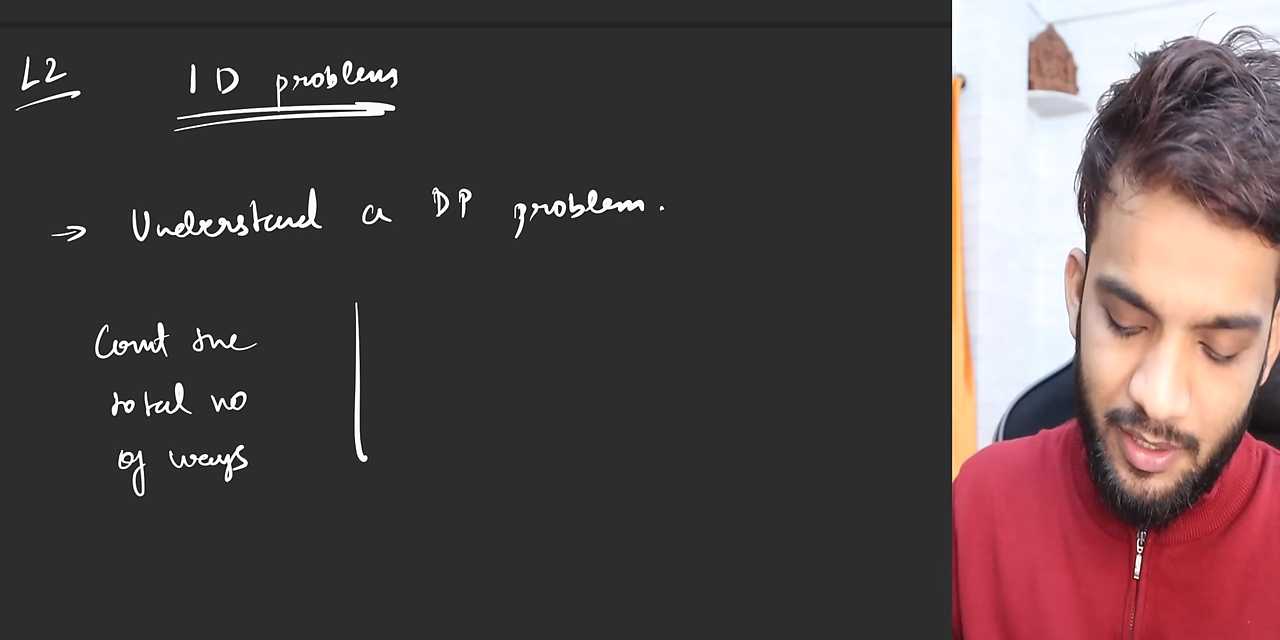 L2
1D problems
→ Understand a DP problem.
Count the
total no
of ways